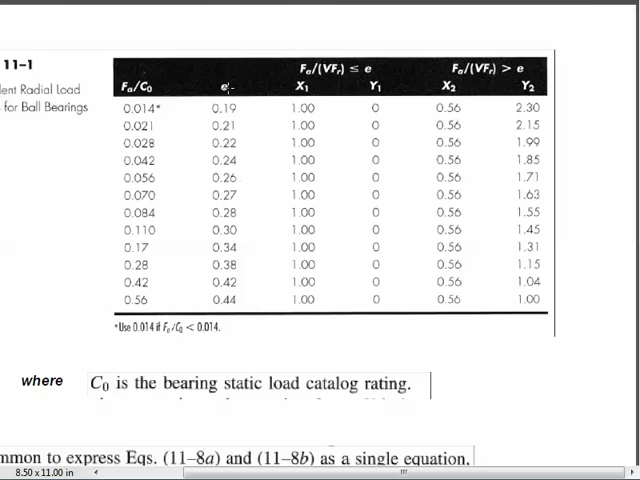 11–1
lent Radial Load
for Ball Bearings
Fa/(VFr) ≤ e Fa/(VFr) > e
Fa/C0 e X1 Y1 X2 Y2
0.014* 0.19 1.00 0 0.56 2.30
0.021 0.21 1.00 0 0.56 2.15
0.028 0.22 1.00 0 0.56 1.99
0.042 0.24 1.00 0 0.56 1.85
0.056 0.26 1.00 0 0.56 1.71
0.070 0.27 1.00 0 0.56 1.63
0.084 0.28 1.00 0 0.56 1.55
0.110 0.30 1.00 0 0.56 1.45
0.17 0.34 1.00 0 0.56 1.31
0.28 0.38 1.00 0 0.56 1.15
0.42 0.42 1.00 0 0.56 1.04
0.56 0.44 1.00 0 0.56 1.00
*Use 0.014 if Fa/C0 < 0.014.
where C0 is the bearing static load catalog rating.
mmon to express Eqs. (11–8a) and (11–8b) as a single equation,
8.50 x 11.00 in